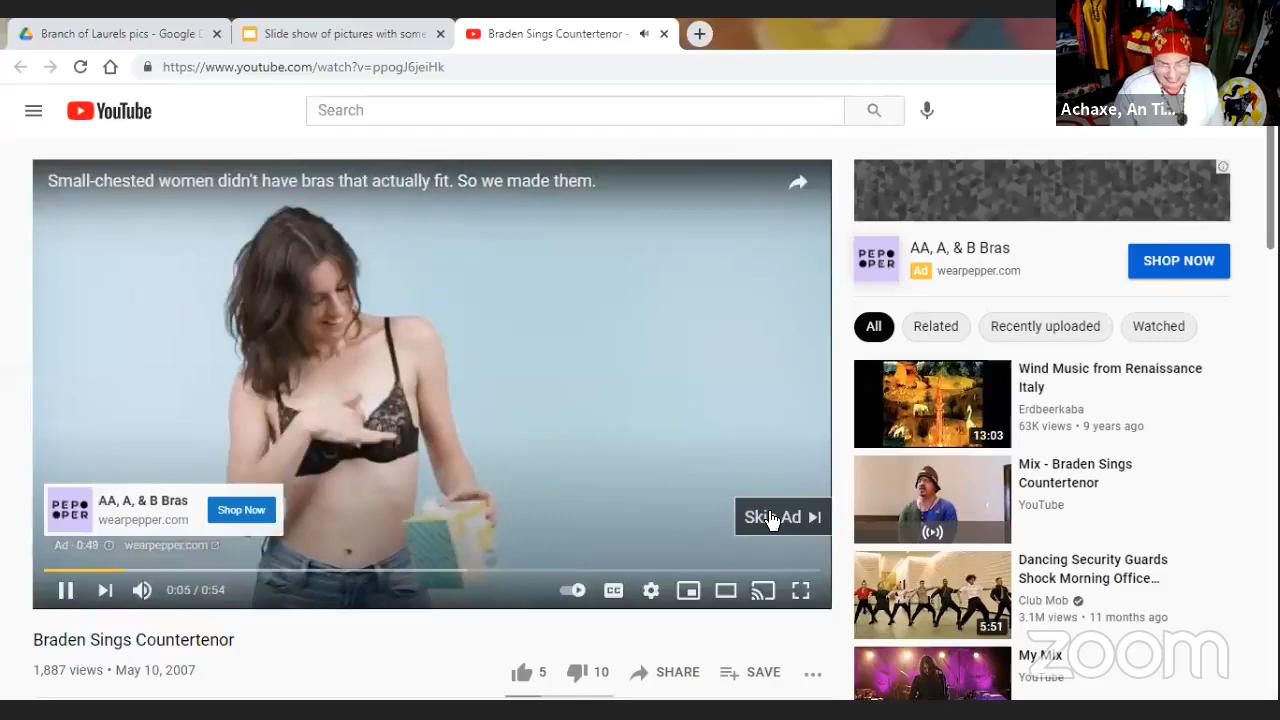 Branch of Laurels pics - Google D
Slide show of pictures with some
Braden Sings Countertenor -
https://www.youtube.com/watch?v=ppogJ6jeiHk
Achaxe, An Ti...
YouTube
Search
Small-chested women didn't have bras that actually fit. So we made them.
PEP
OPER
AA, A, & B Bras
Ad wearpepper.com
SHOP NOW
All
Related
Recently uploaded
Watched
Wind Music from Renaissance
Italy
Erdbeerkaba
63K views • 9 years ago
13:03
Mix - Braden Sings
Countertenor
YouTube
PEP
OPER
AA, A, & B Bras
wearpepper.com
Shop Now
Skip Ad
Ad · 0:49
wearpepper.com
0:05 / 0:54
CC
Dancing Security Guards
Shock Morning Office...
Club Mob
3.1M views • 11 months ago
5:51
Braden Sings Countertenor
1,887 views • May 10, 2007
5
10
SHARE
SAVE
...
My Mix
YouTube
zoom